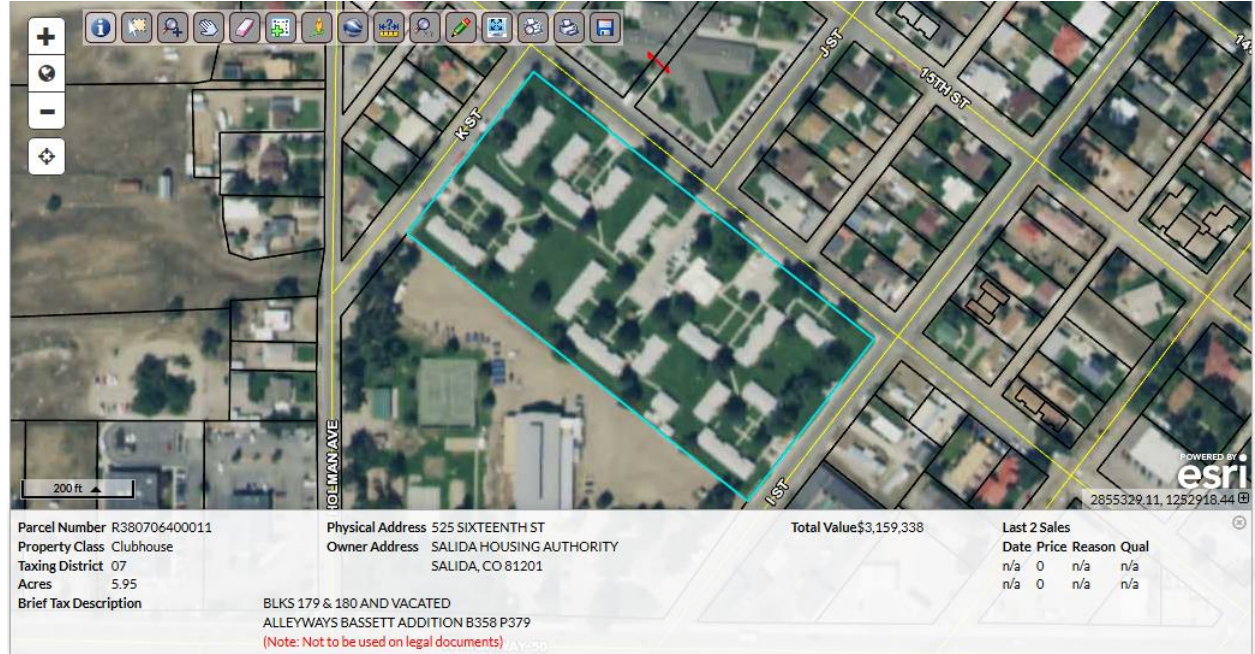 K ST
J ST
15TH ST
14
HOLMAN AVE
I ST
200 ft
POWERED BY
esri
2855329.11, 1252918.44
Parcel Number R380706400011
Property Class Clubhouse
Taxing District 07
Acres 5.95
Brief Tax Description BLKS 179 & 180 AND VACATED
ALLEYWAYS BASSETT ADDITION B358 P379
(Note: Not to be used on legal documents)
Physical Address 525 SIXTEENTH ST
Owner Address SALIDA HOUSING AUTHORITY
SALIDA, CO 81201
Total Value$3,159,338
Last 2 Sales
Date Price Reason Qual
n/a 0 n/a n/a
n/a 0 n/a n/a